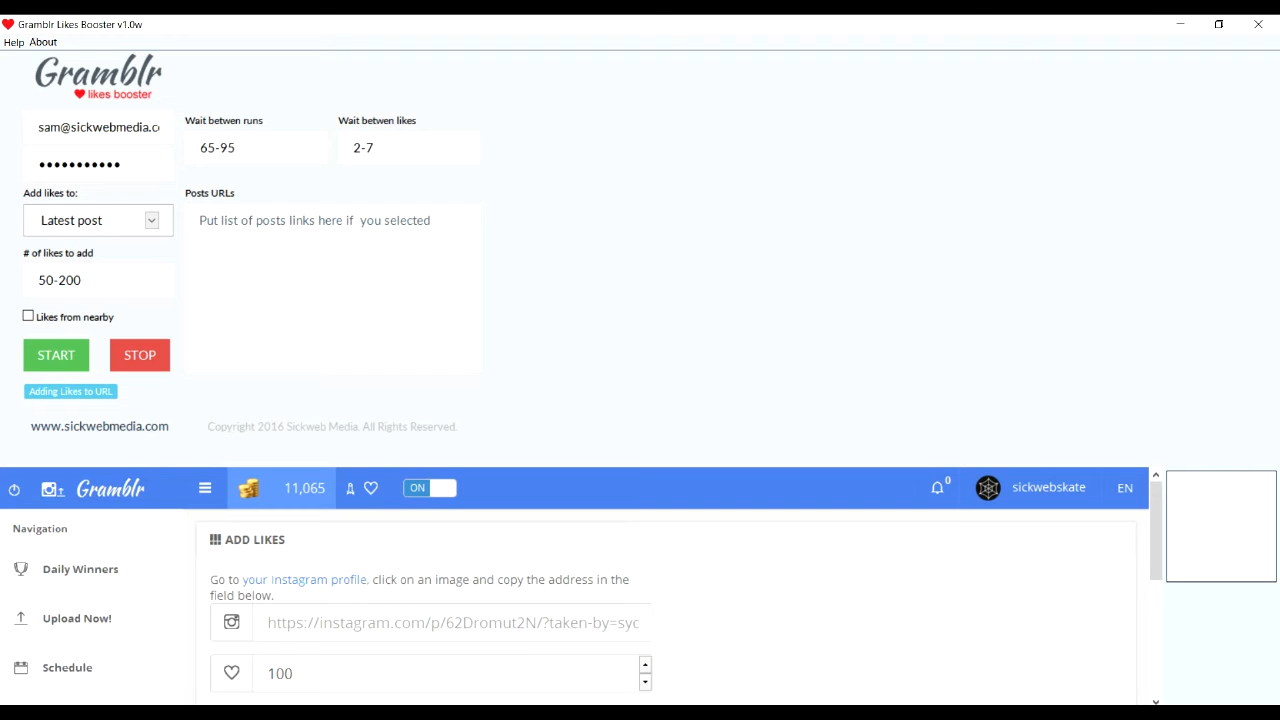 Gramblr Likes Booster v1.0w
Help About
Gramblr
likes booster
sam@sickwebmedia.c
Wait betwen runs
Wait betwen likes
65-95
2-7
•••••••••••
Add likes to:
Posts URLs
Latest post
Put list of posts links here if you selected
# of likes to add
50-200
Likes from nearby
START
STOP
Adding Likes to URL
www.sickwebmedia.com
Copyright 2016 Sickweb Media. All Rights Reserved.
Gramblr
11,065
ON
0
sickwebskate
EN
Navigation
ADD LIKES
Daily Winners
Go to your Instagram profile, click on an image and copy the address in the
field below.
Upload Now!
https://instagram.com/p/62Dromut2N/?taken-by=syc
Schedule
100